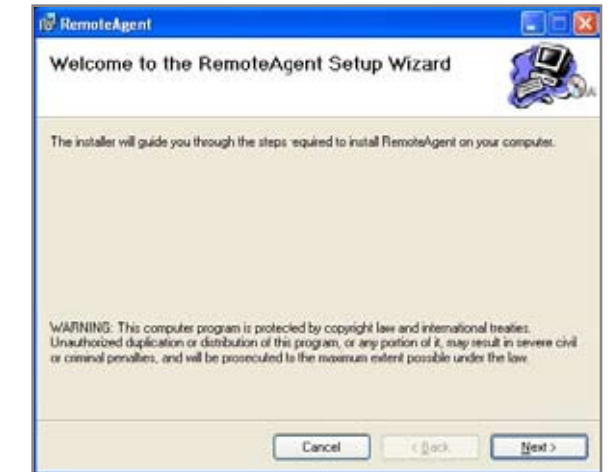 RemoteAgent
Welcome to the RemoteAgent Setup Wizard
The installer will guide you through the steps required to install RemoteAgent on your computer.
WARNING: This computer program is protected by copyright law and international treaties.
Unauthorized duplication or distribution of this program, or any portion of it, may result in severe civil
or criminal penalties, and will be prosecuted to the maximum extent possible under the law.
Cancel
< Back
Next >